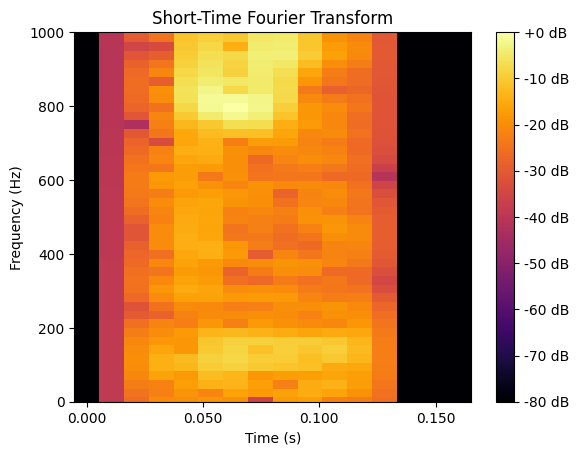 Short-Time Fourier Transform
1000
800
600
400
200
0
Frequency (Hz)
0.000
0.050
0.100
0.150
Time (s)
+0 dB
-10 dB
-20 dB
-30 dB
-40 dB
-50 dB
-60 dB
-70 dB
-80 dB